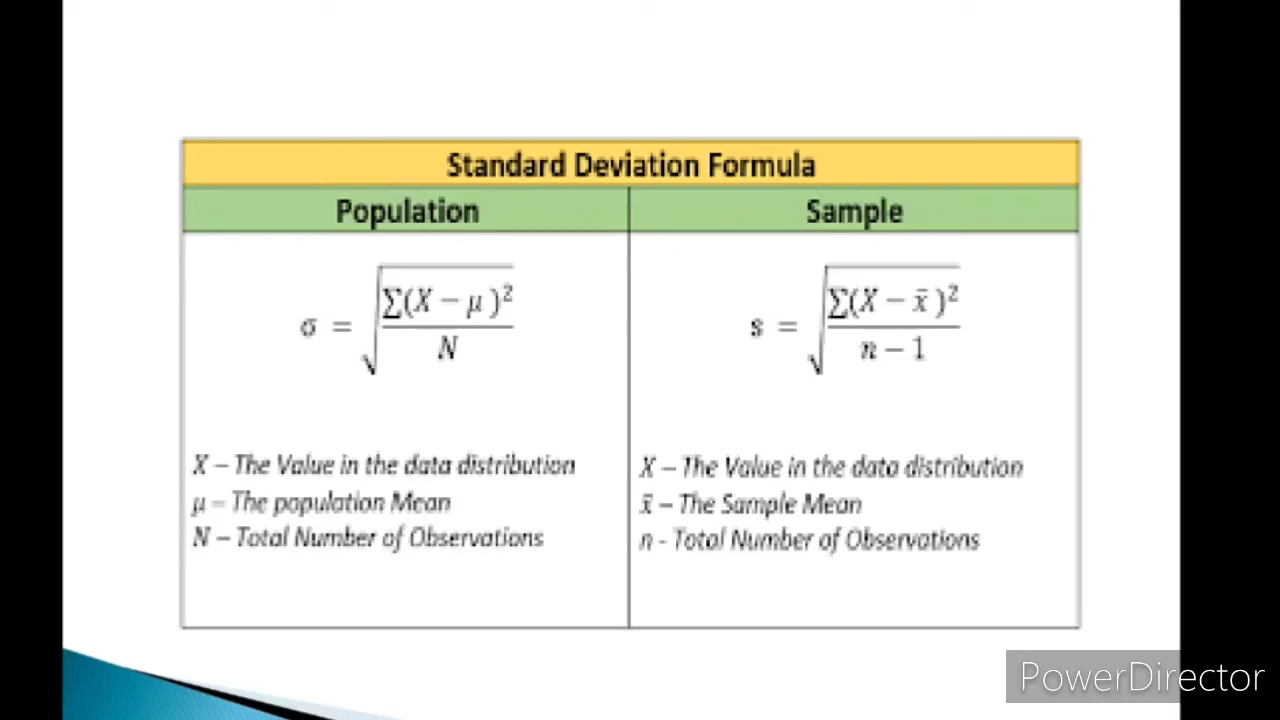 Standard Deviation Formula
Population
σ = √(∑(X − μ)² / N)
X – The Value in the data distribution
μ – The population Mean
N – Total Number of Observations
Sample
s = √(∑(X − x̄)² / n − 1)
X – The Value in the data distribution
x̄ – The Sample Mean
n - Total Number of Observations
PowerDirector